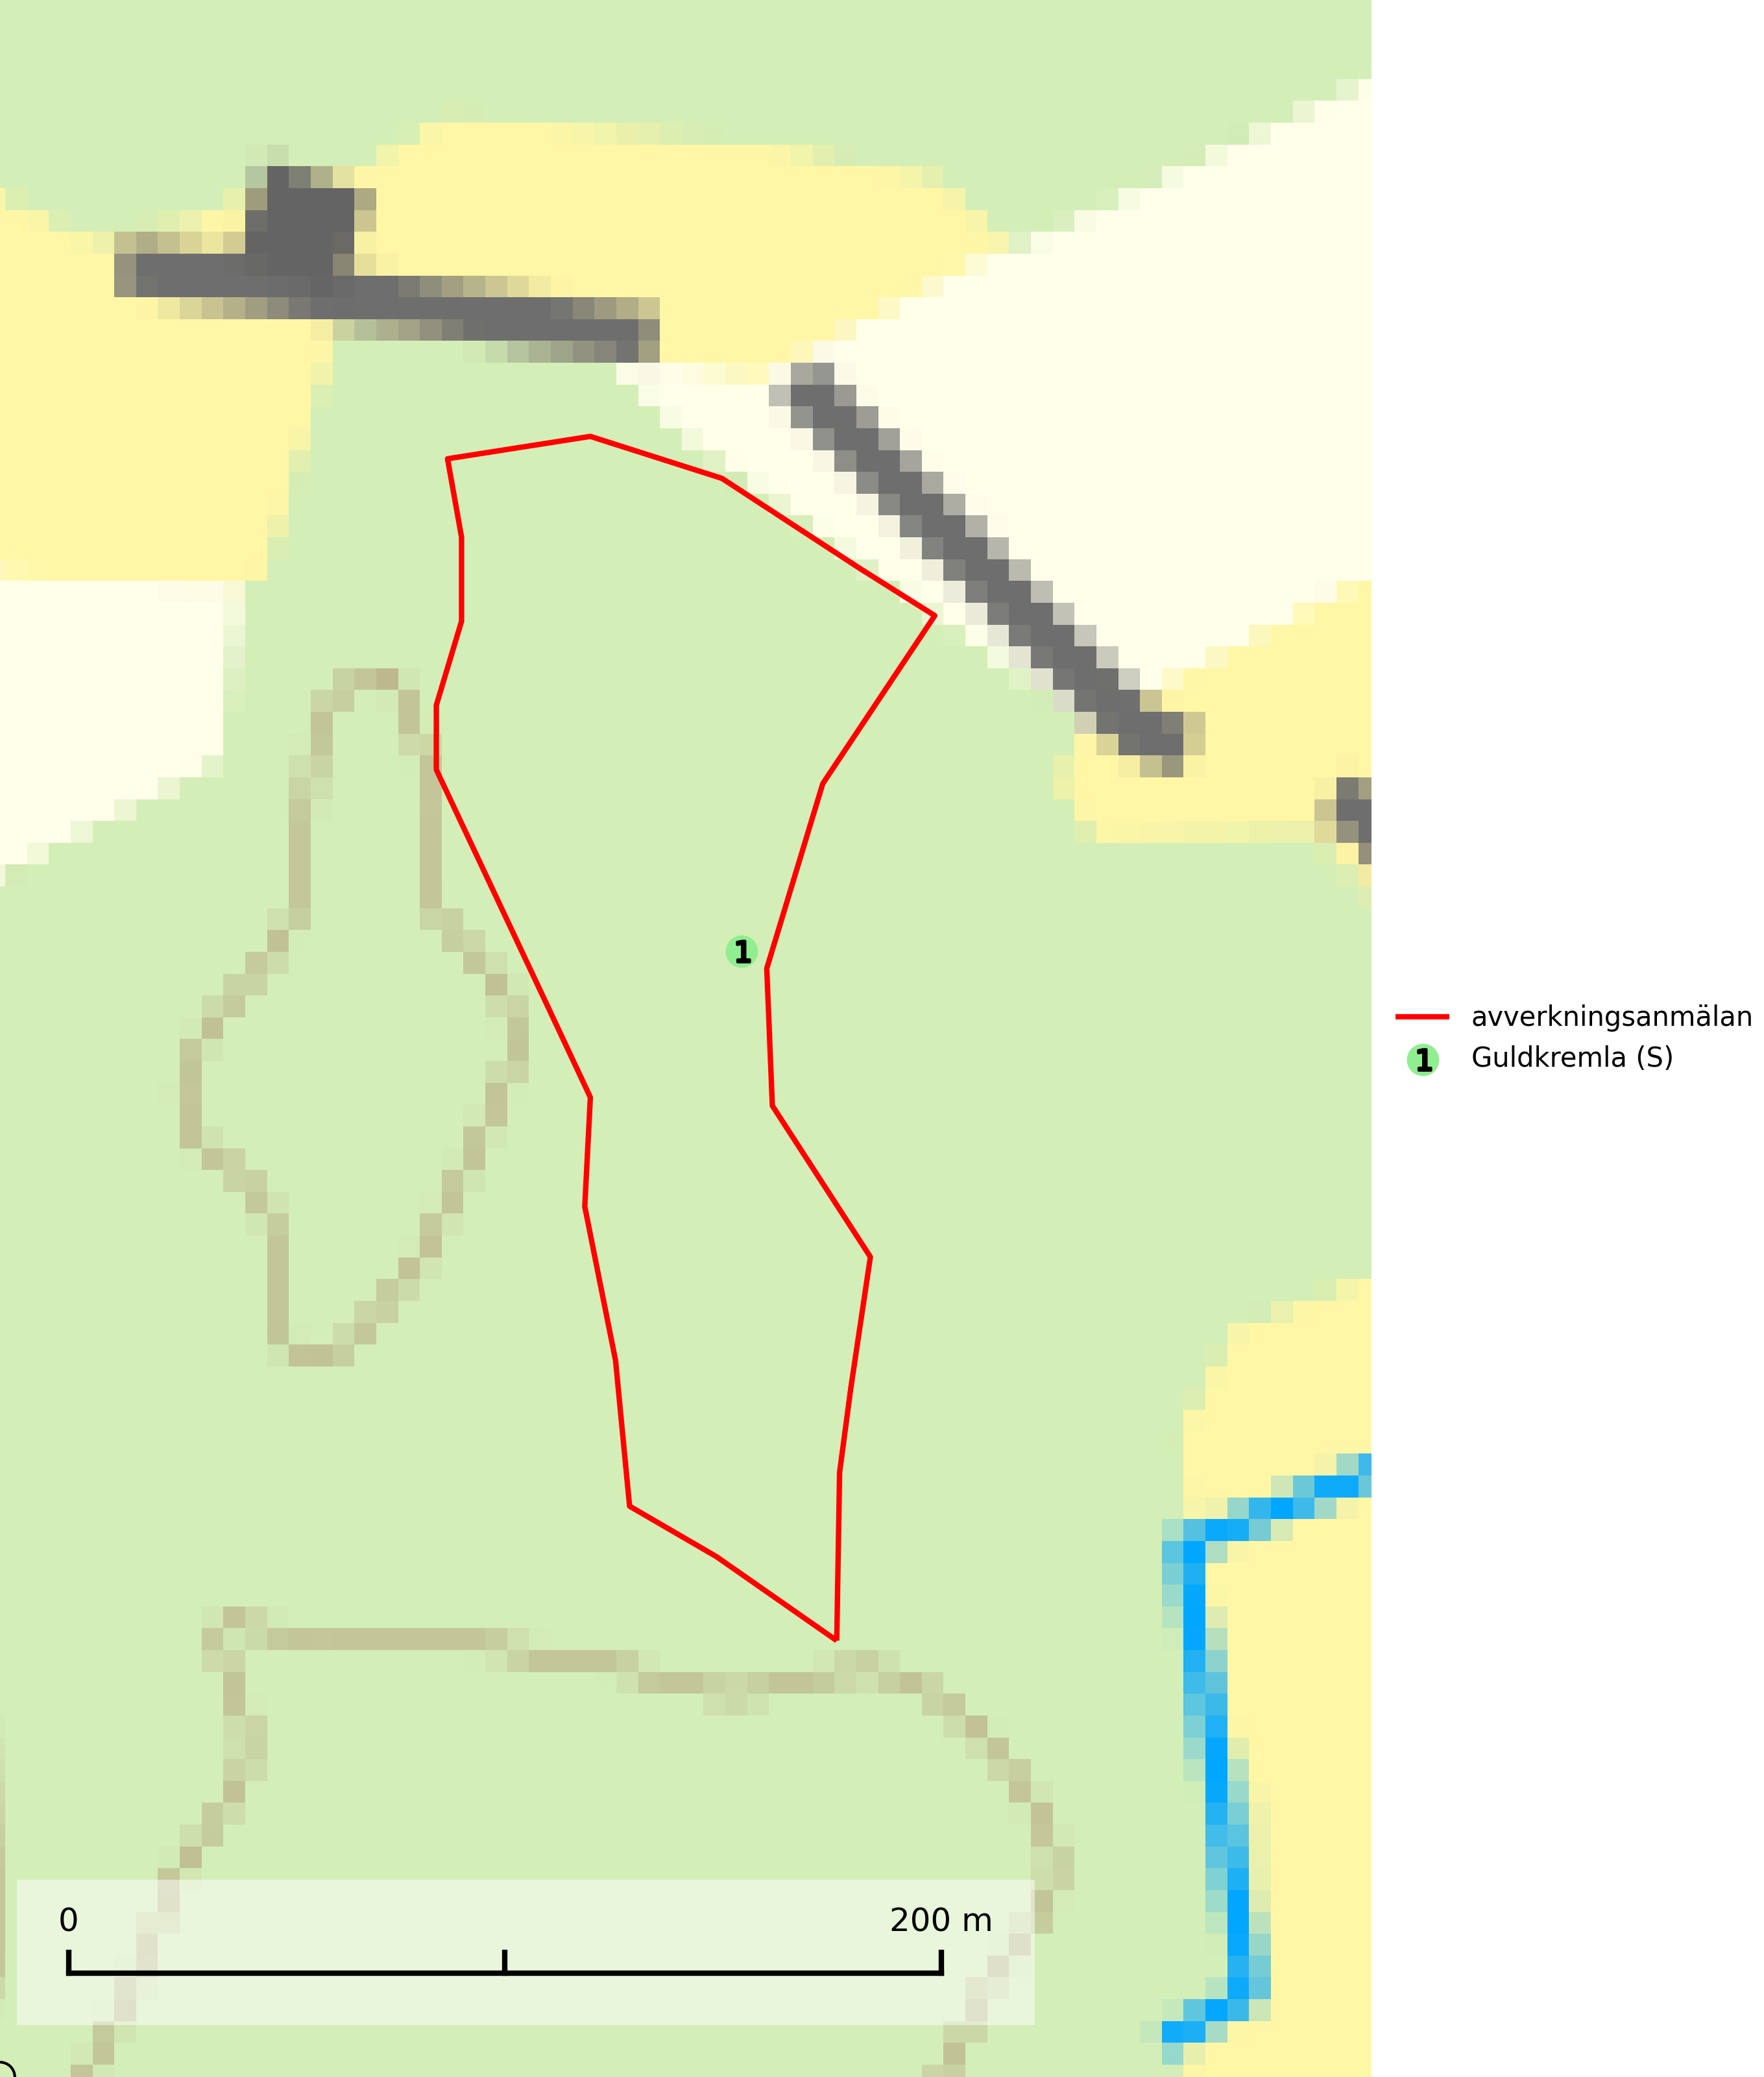 1
avverkningsanmälan
1 Guldkremla (S)
0 200 m